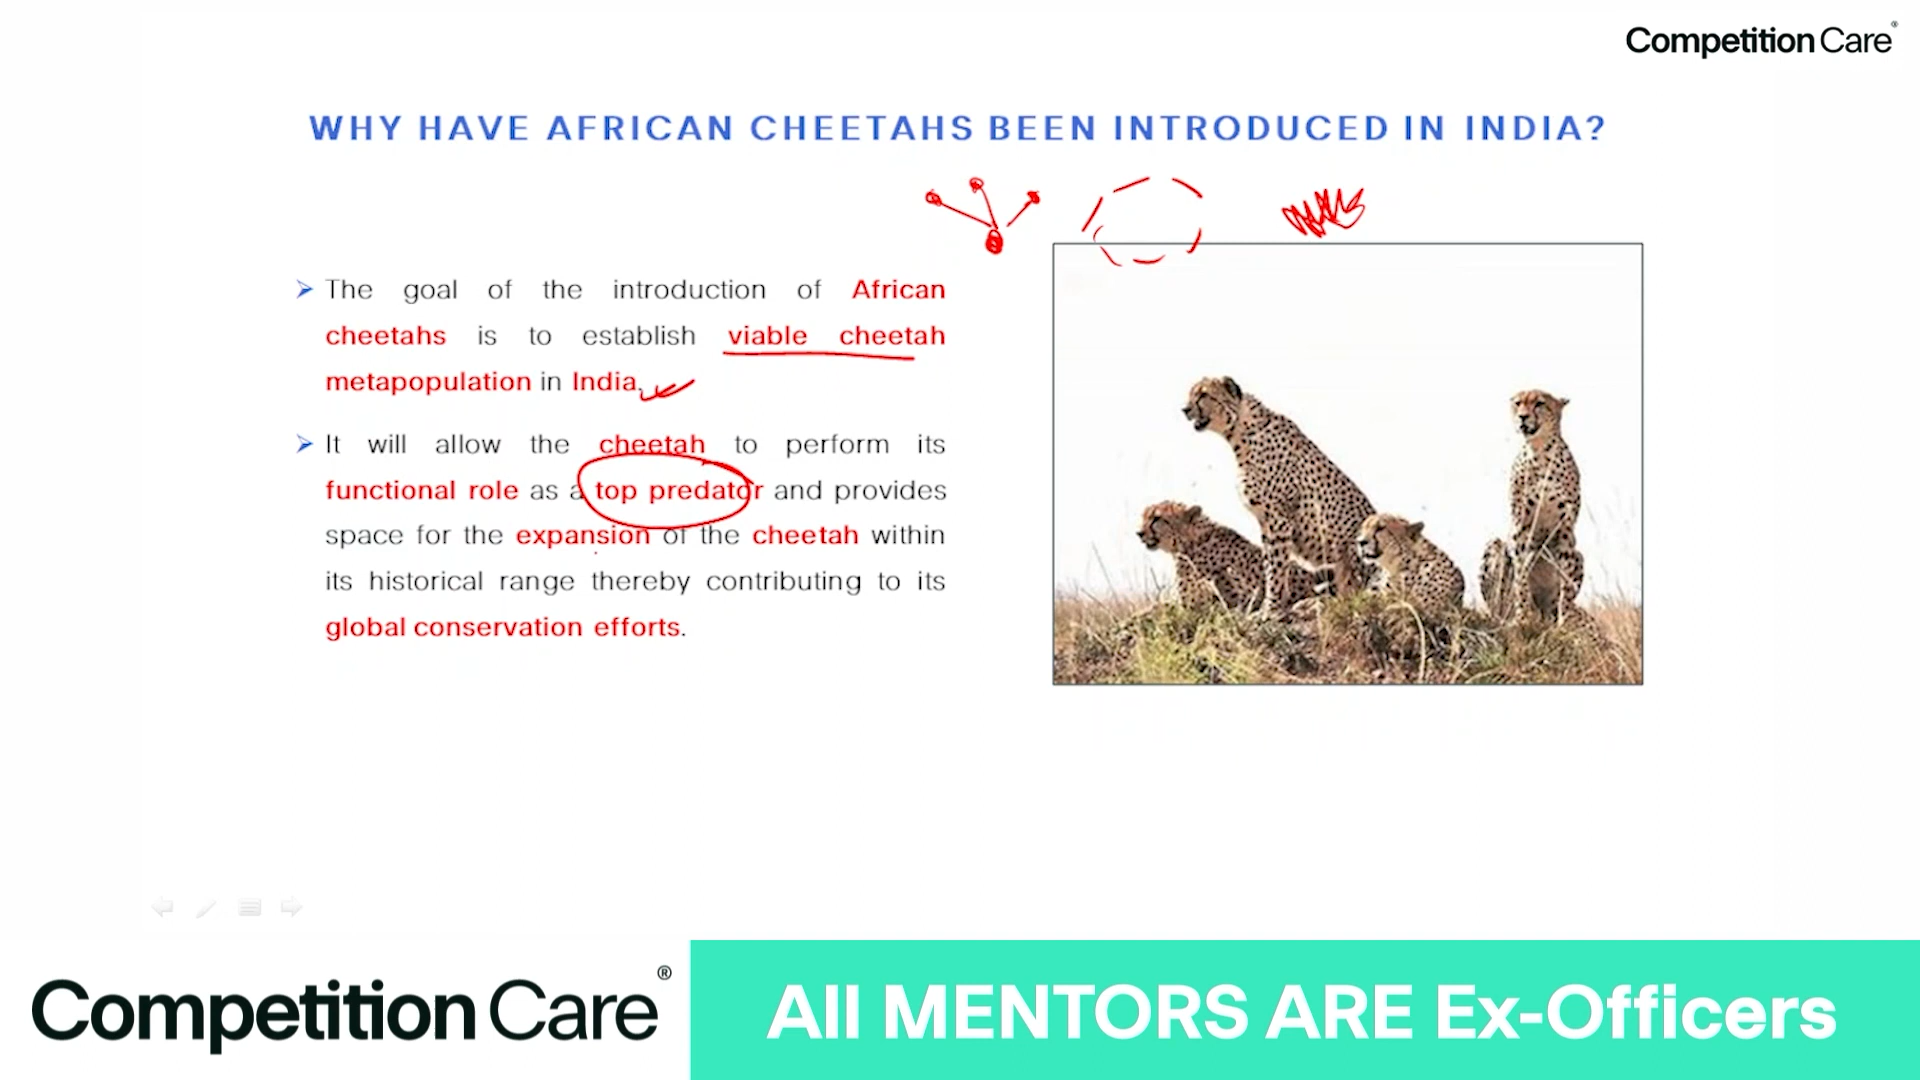 Competition Care®
WHY HAVE AFRICAN CHEETAHS BEEN INTRODUCED IN INDIA?
➢ The goal of the introduction of African
cheetahs is to establish viable cheetah
metapopulation in India.
➢ It will allow the cheetah to perform its
functional role as a top predator and provides
space for the expansion of the cheetah within
its historical range thereby contributing to its
global conservation efforts.
Competition Care®
All MENTORS ARE Ex-Officers